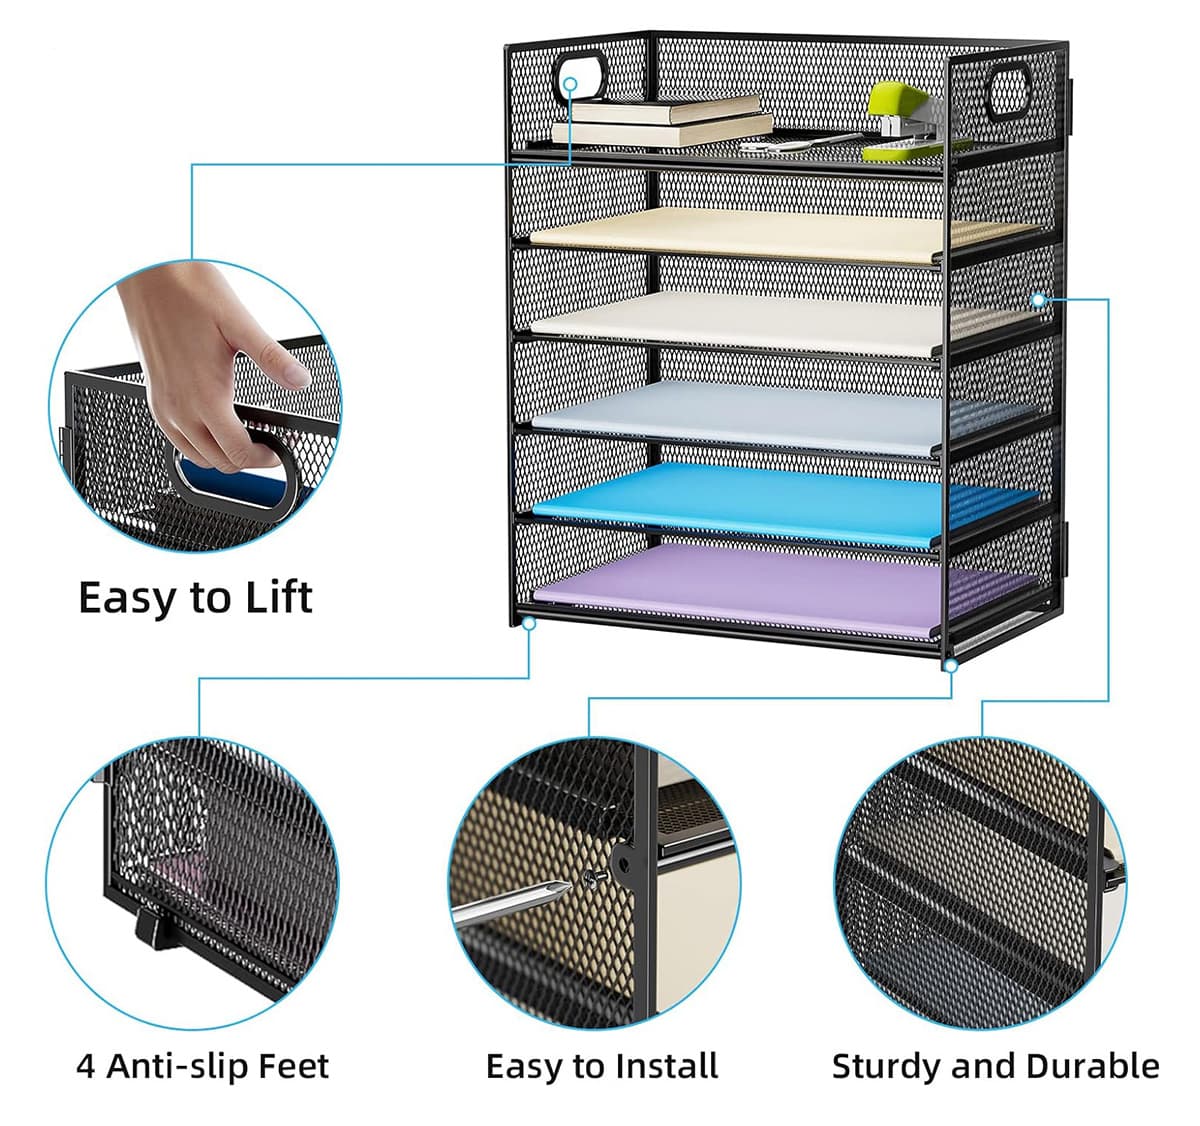 Easy to Lift
4 Anti-slip Feet
Easy to Install
Sturdy and Durable